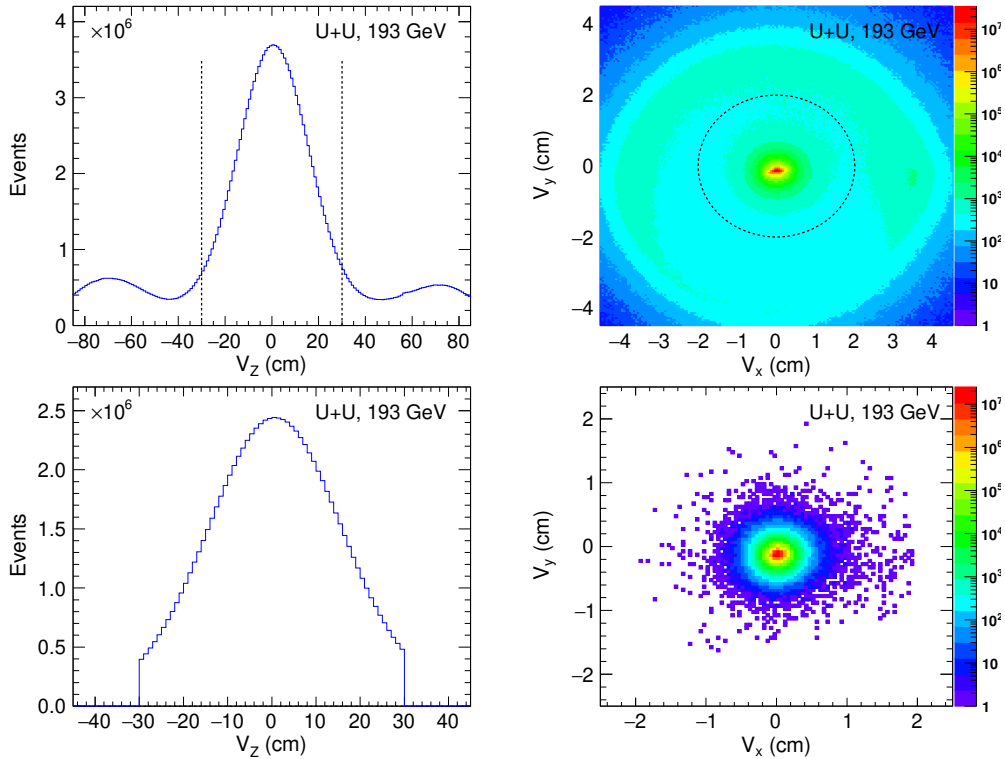 ×10⁶
U+U, 193 GeV
Events
4
3
2
1
0
−80 −60 −40 −20 0 20 40 60 80
V_Z (cm)
U+U, 193 GeV
V_y (cm)
4
2
0
−2
−4
−4 −3 −2 −1 0 1 2 3 4
V_x (cm)
10⁷
10⁶
10⁵
10⁴
10³
10²
10
1
×10⁶
U+U, 193 GeV
Events
2.5
2.0
1.5
1.0
0.5
0.0
−40 −30 −20 −10 0 10 20 30 40
V_Z (cm)
U+U, 193 GeV
V_y (cm)
2
1
0
−1
−2
−2 −1 0 1 2
V_x (cm)
10⁷
10⁶
10⁵
10⁴
10³
10²
10
1